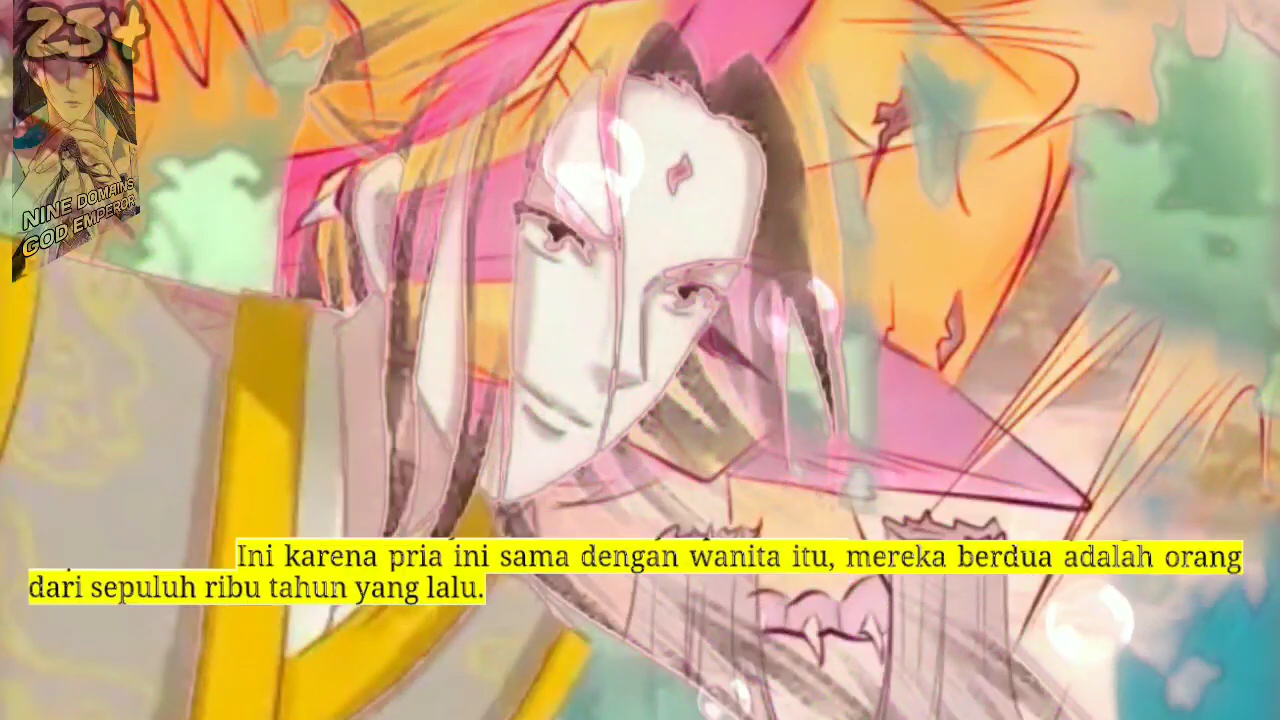 234
NINE DOMAINS
GOD EMPEROR
Ini karena pria ini sama dengan wanita itu, mereka berdua adalah orang
dari sepuluh ribu tahun yang lalu.